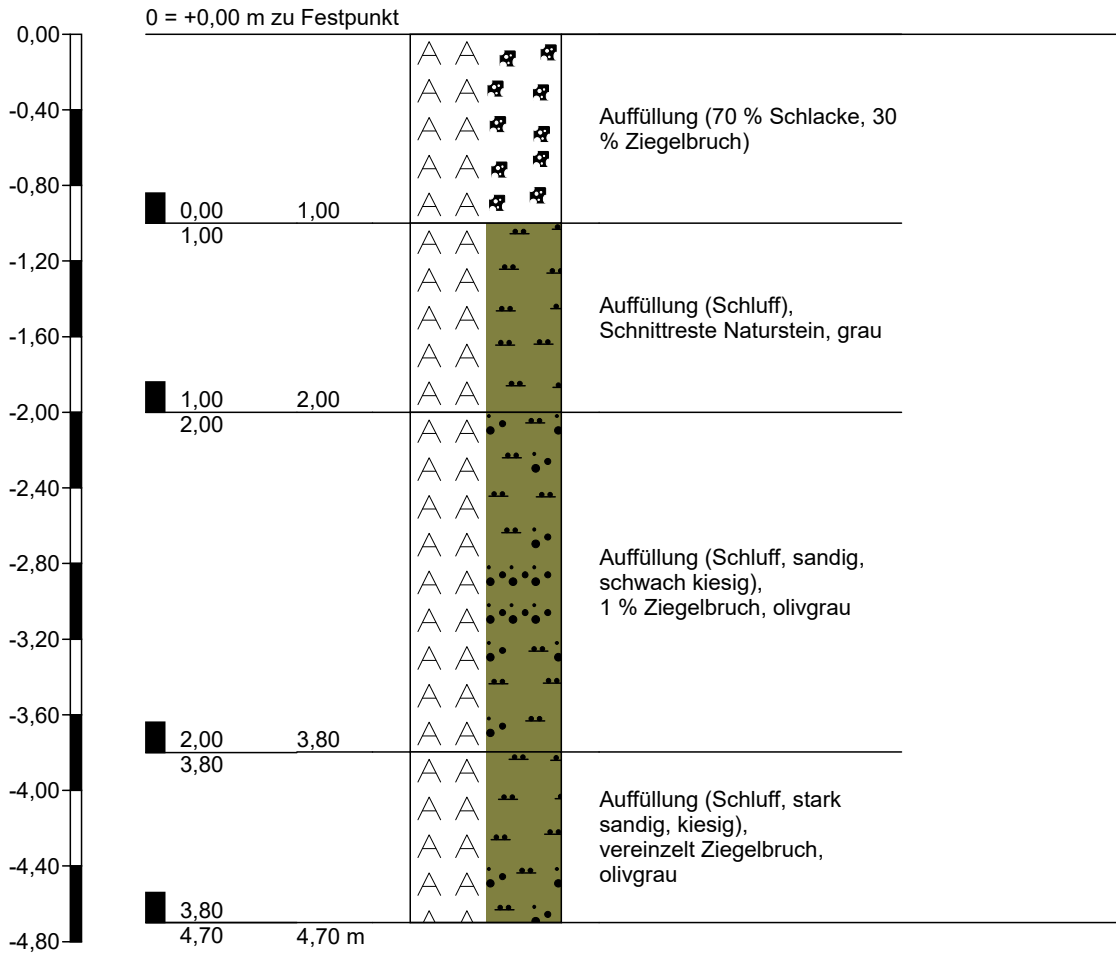 0 = +0,00 m zu Festpunkt
0,00
-0,40
Auffüllung (70 % Schlacke, 30
% Ziegelbruch)
-0,80
0,00 1,00
1,00
-1,20
Auffüllung (Schluff),
Schnittreste Naturstein, grau
-1,60
1,00 2,00
-2,00
2,00
-2,40
-2,80
Auffüllung (Schluff, sandig,
schwach kiesig),
1 % Ziegelbruch, olivgrau
-3,20
-3,60
2,00 3,80
3,80
-4,00
Auffüllung (Schluff, stark
sandig, kiesig),
vereinzelt Ziegelbruch,
olivgrau
-4,40
3,80
4,70 4,70 m
-4,80